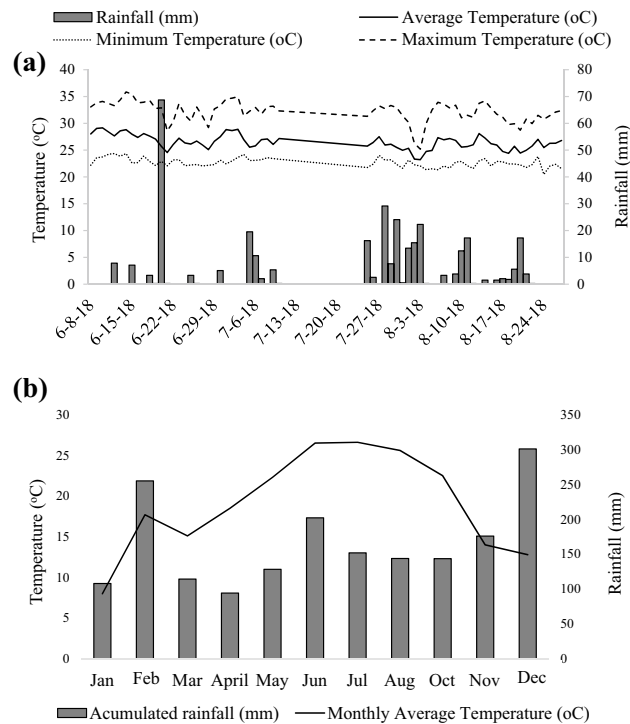 Rainfall (mm) Average Temperature (oC)
Minimum Temperature (oC) Maximum Temperature (oC)
(a)
40 80
35 70
30 60
25 50
20 40
15 30
10 20
5 10
0 0
Temperature (ºC)
Rainfall (mm)
6-8-18 6-15-18 6-22-18 6-29-18 7-6-18 7-13-18 7-20-18 7-27-18 8-3-18 8-10-18 8-17-18 8-24-18
(b)
30 350
25 300
20 250
15 200
10 150
5 100
0 50
0
Temperature (ºC)
Rainfall (mm)
Jan Feb Mar April May Jun Jul Aug Oct Nov Dec
Acumulated rainfall (mm) Monthly Average Temperature (oC)